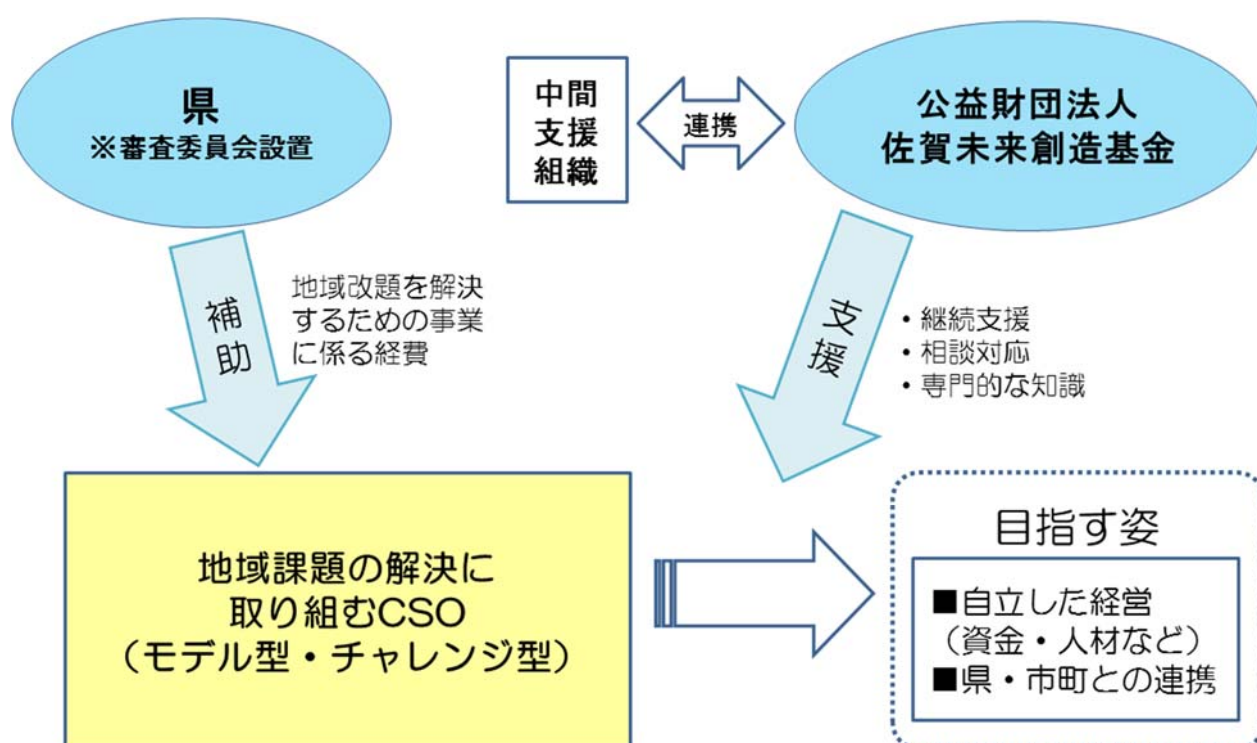 県
※審査委員会設置
中間
支援
組織
連携
公益財団法人
佐賀未来創造基金
補助
地域改題を解決
するための事業
に係る経費
支援
・継続支援
・相談対応
・専門的な知識
地域課題の解決に
取り組むCSO
（モデル型・チャレンジ型）
目指す姿
■自立した経営
（資金・人材など）
■県・市町との連携